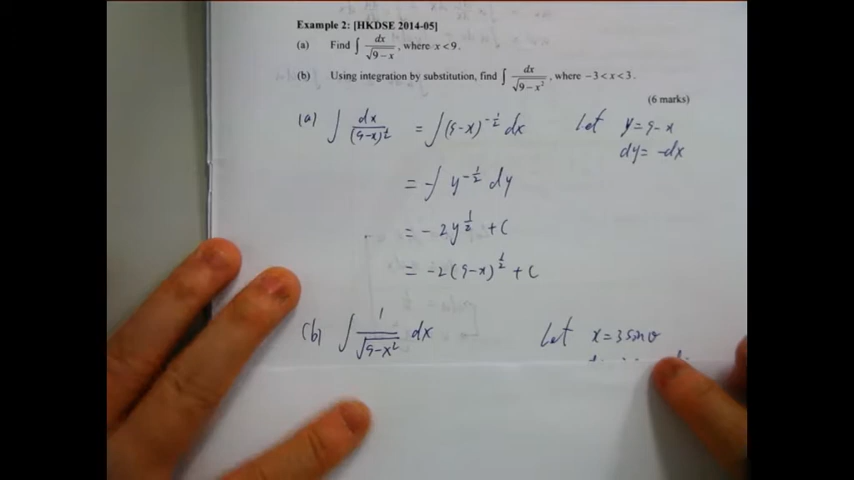 Example 2: [HKDSE 2014-05]
(a) Find ∫ dx/√(9−x), where x < 9.
(b) Using integration by substitution, find ∫ dx/√(9−x²), where −3 < x < 3.
(6 marks)
(a) ∫ dx/(9-x)^½ = ∫(9-x)^-½ dx Let y=9-x
dy=-dx
= -∫ y^-½ dy
= -2y^½ + C
= -2(9-x)^½ + C
(b) ∫ 1/√(9-x²) dx Let x=3sinθ